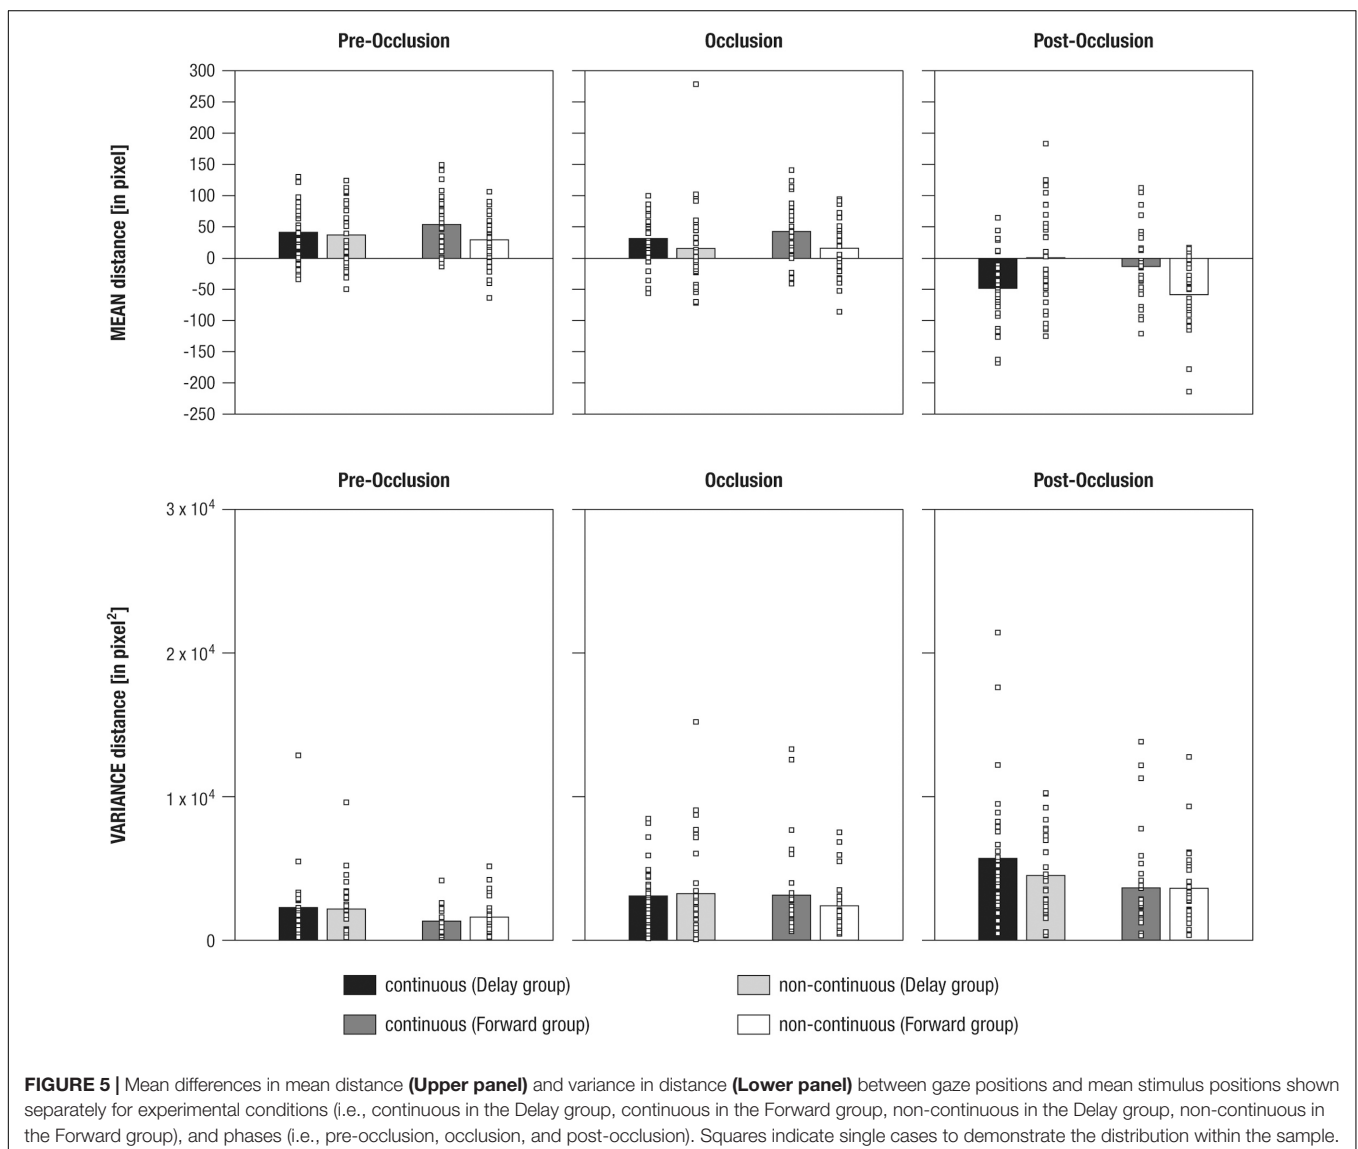 Pre-Occlusion Occlusion Post-Occlusion
300
250
200
150
100
50
0
-50
-100
-150
-200
-250
MEAN distance [in pixel]
Pre-Occlusion Occlusion Post-Occlusion
3 x 10⁴
2 x 10⁴
1 x 10⁴
0
VARIANCE distance [in pixel²]
continuous (Delay group) non-continuous (Delay group)
continuous (Forward group) non-continuous (Forward group)
FIGURE 5 | Mean differences in mean distance (Upper panel) and variance in distance (Lower panel) between gaze positions and mean stimulus positions shown
separately for experimental conditions (i.e., continuous in the Delay group, continuous in the Forward group, non-continuous in the Delay group, non-continuous in
the Forward group), and phases (i.e., pre-occlusion, occlusion, and post-occlusion). Squares indicate single cases to demonstrate the distribution within the sample.